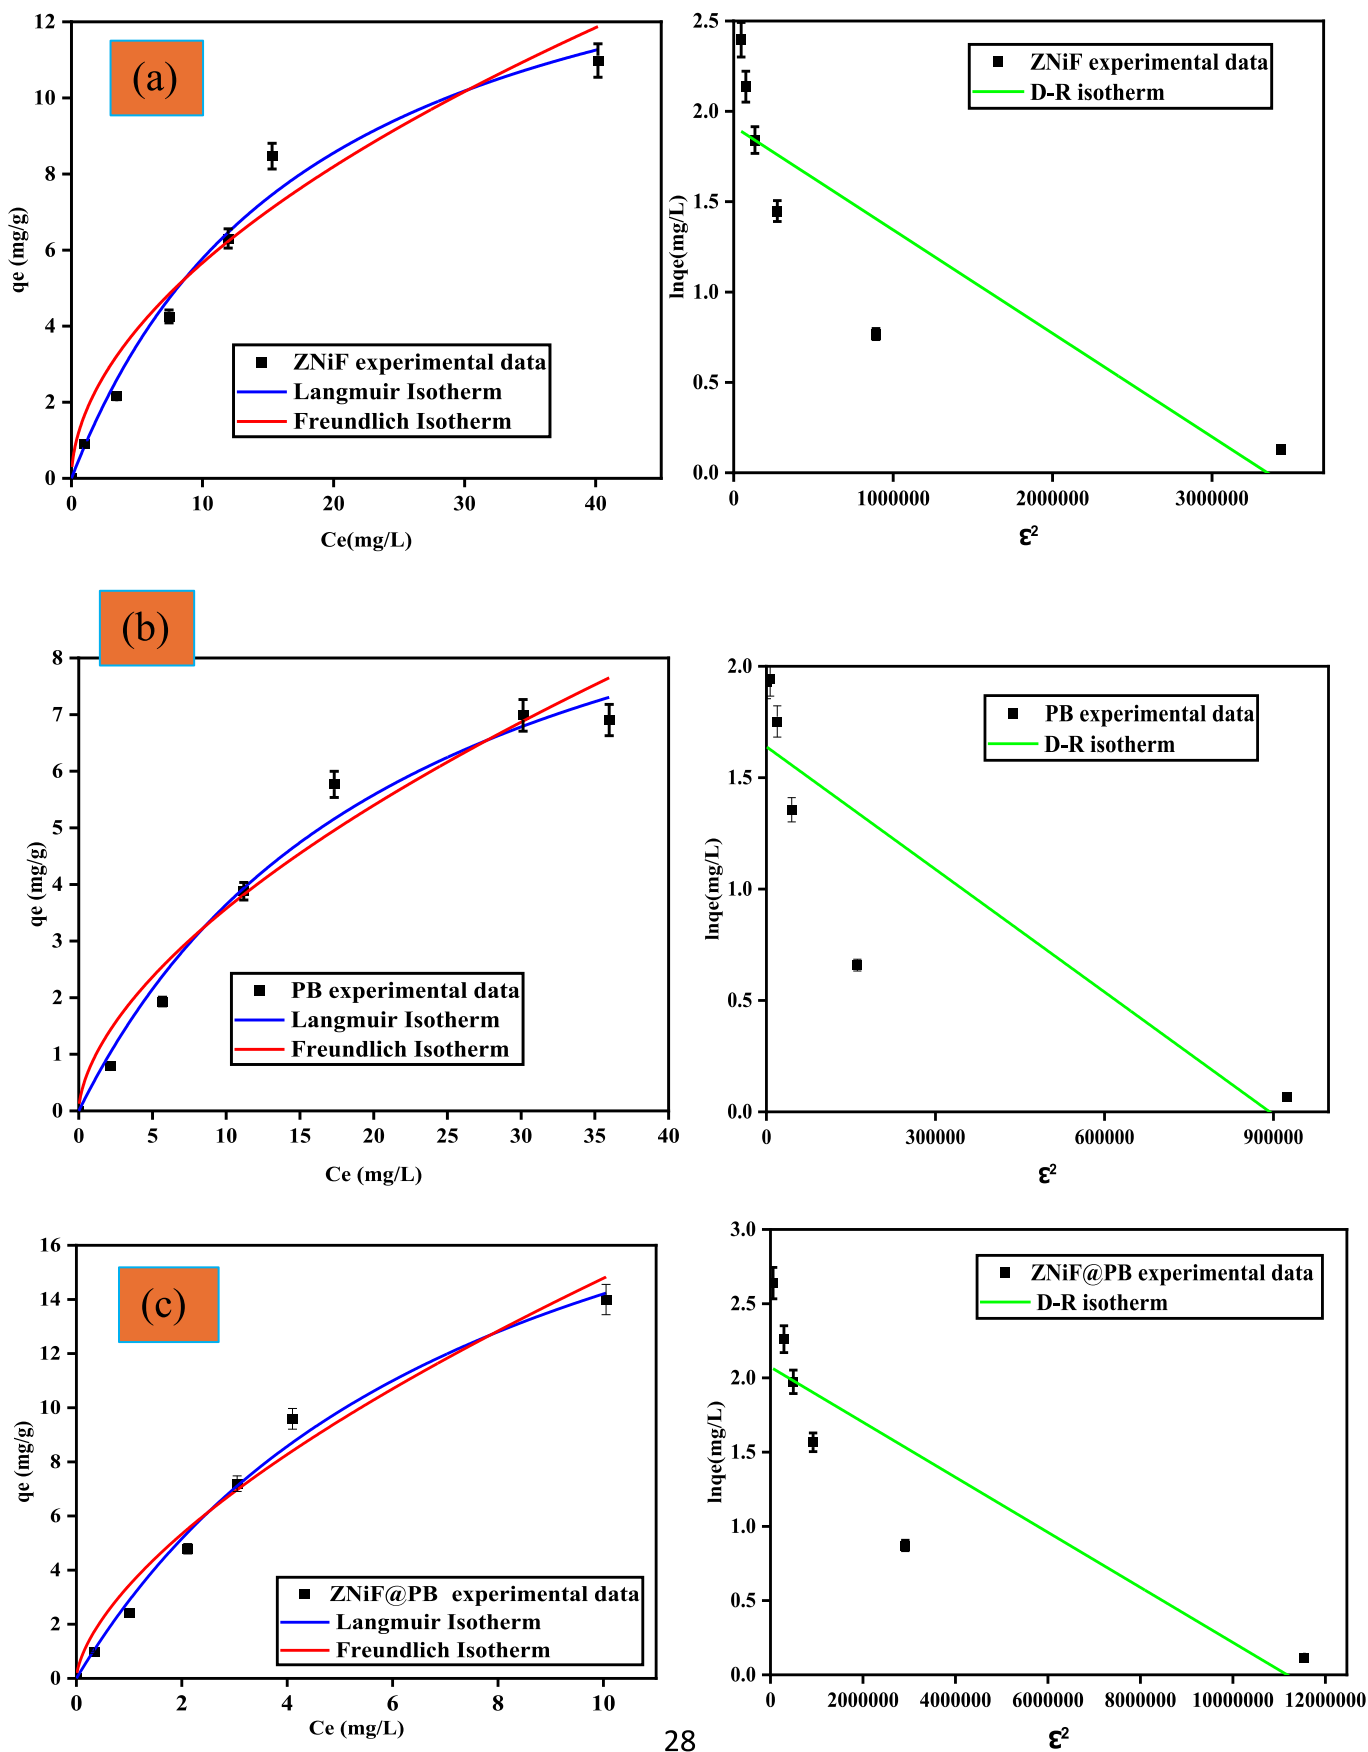 (a)
12
10
8
6
4
2
0
qe (mg/g)
ZNiF experimental data
Langmuir Isotherm
Freundlich Isotherm
0 10 20 30 40
Ce(mg/L)
2.5
2.0
1.5
1.0
0.5
0.0
lnqe(mg/L)
ZNiF experimental data
D-R isotherm
0 1000000 2000000 3000000
ε²
(b)
8
7
6
5
4
3
2
1
0
qe (mg/g)
PB experimental data
Langmuir Isotherm
Freundlich Isotherm
0 5 10 15 20 25 30 35 40
Ce (mg/L)
2.0
1.5
1.0
0.5
0.0
lnqe(mg/L)
PB experimental data
D-R isotherm
0 300000 600000 900000
ε²
(c)
16
14
12
10
8
6
4
2
0
qe (mg/g)
ZNiF@PB experimental data
Langmuir Isotherm
Freundlich Isotherm
0 2 4 6 8 10
Ce (mg/L)
3.0
2.5
2.0
1.5
1.0
0.5
0.0
lnqe(mg/L)
ZNiF@PB experimental data
D-R isotherm
0 2000000 4000000 6000000 8000000 10000000 12000000
ε²
28